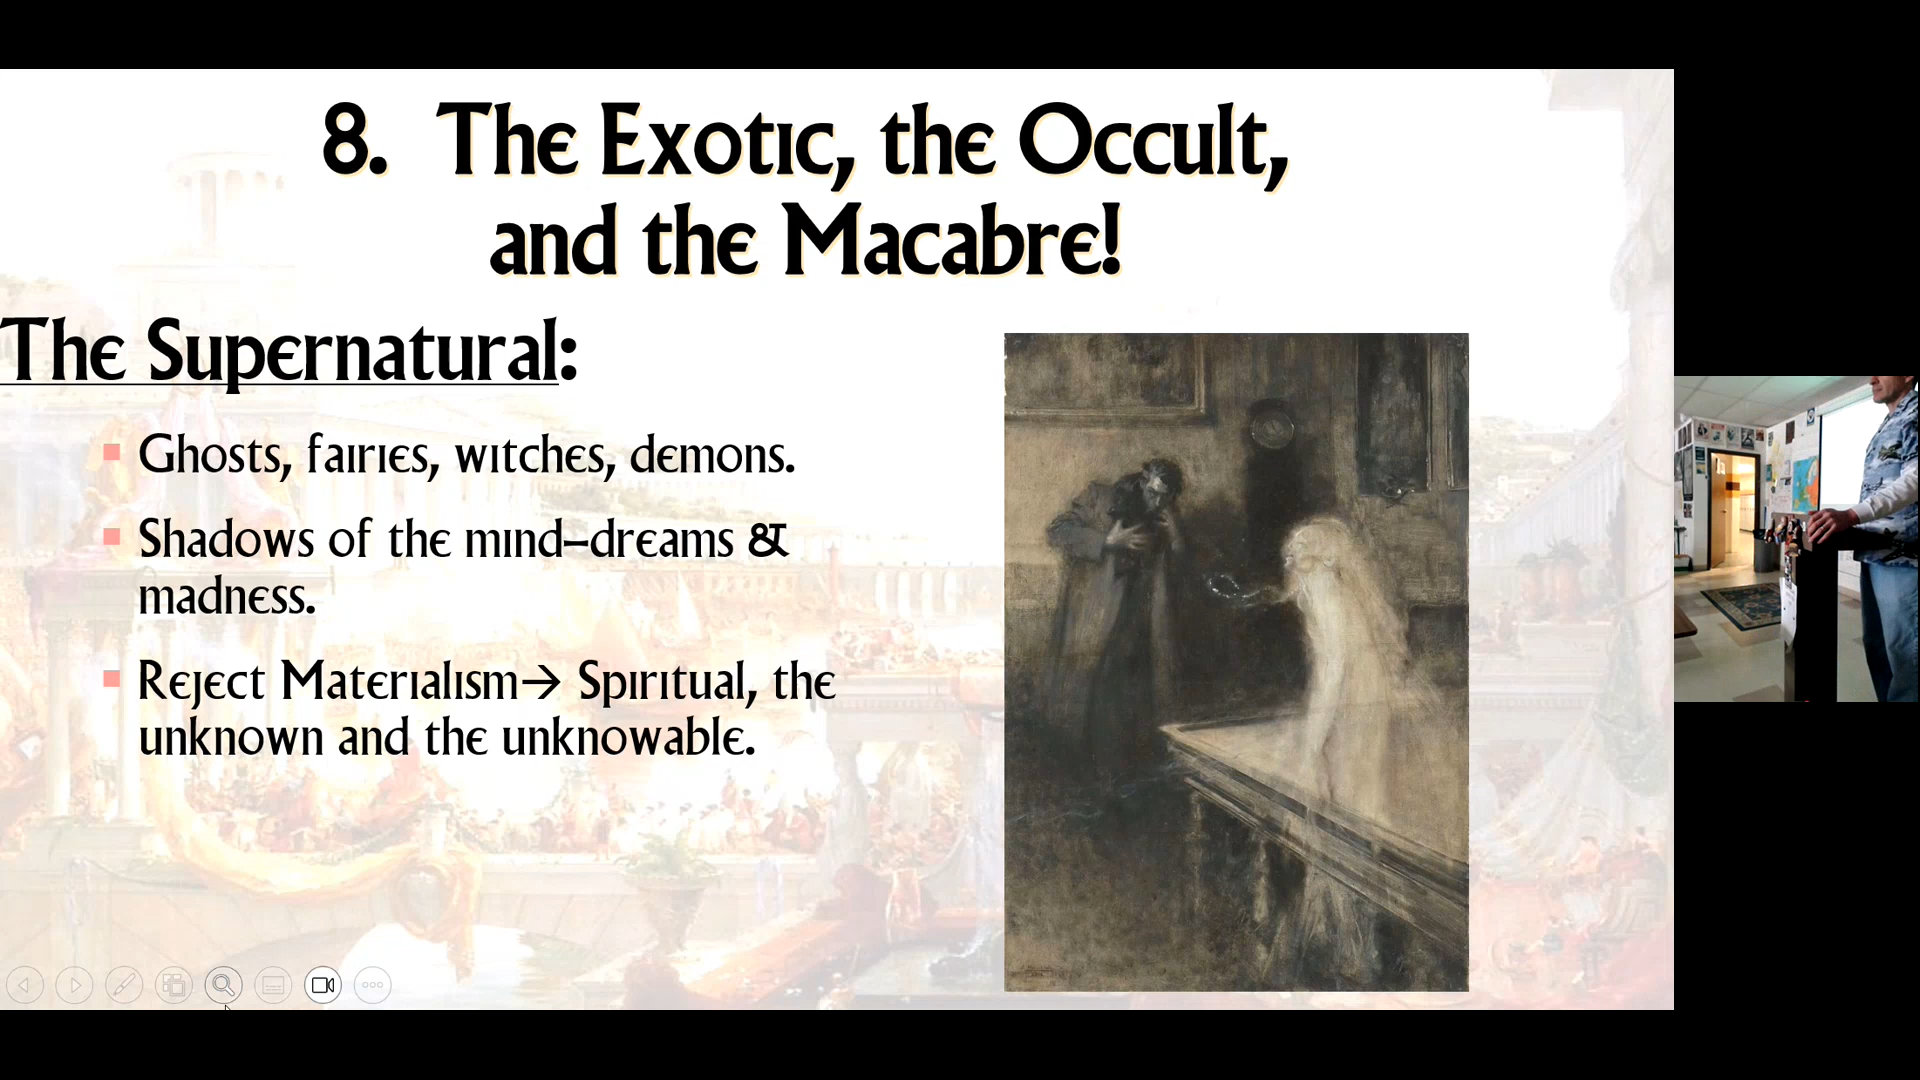 8. The Exotic, the Occult,
and the Macabre!
The Supernatural:
Ghosts, fairies, witches, demons.
Shadows of the mind–dreams &
madness.
Reject Materialism→ Spiritual, the
unknown and the unknowable.